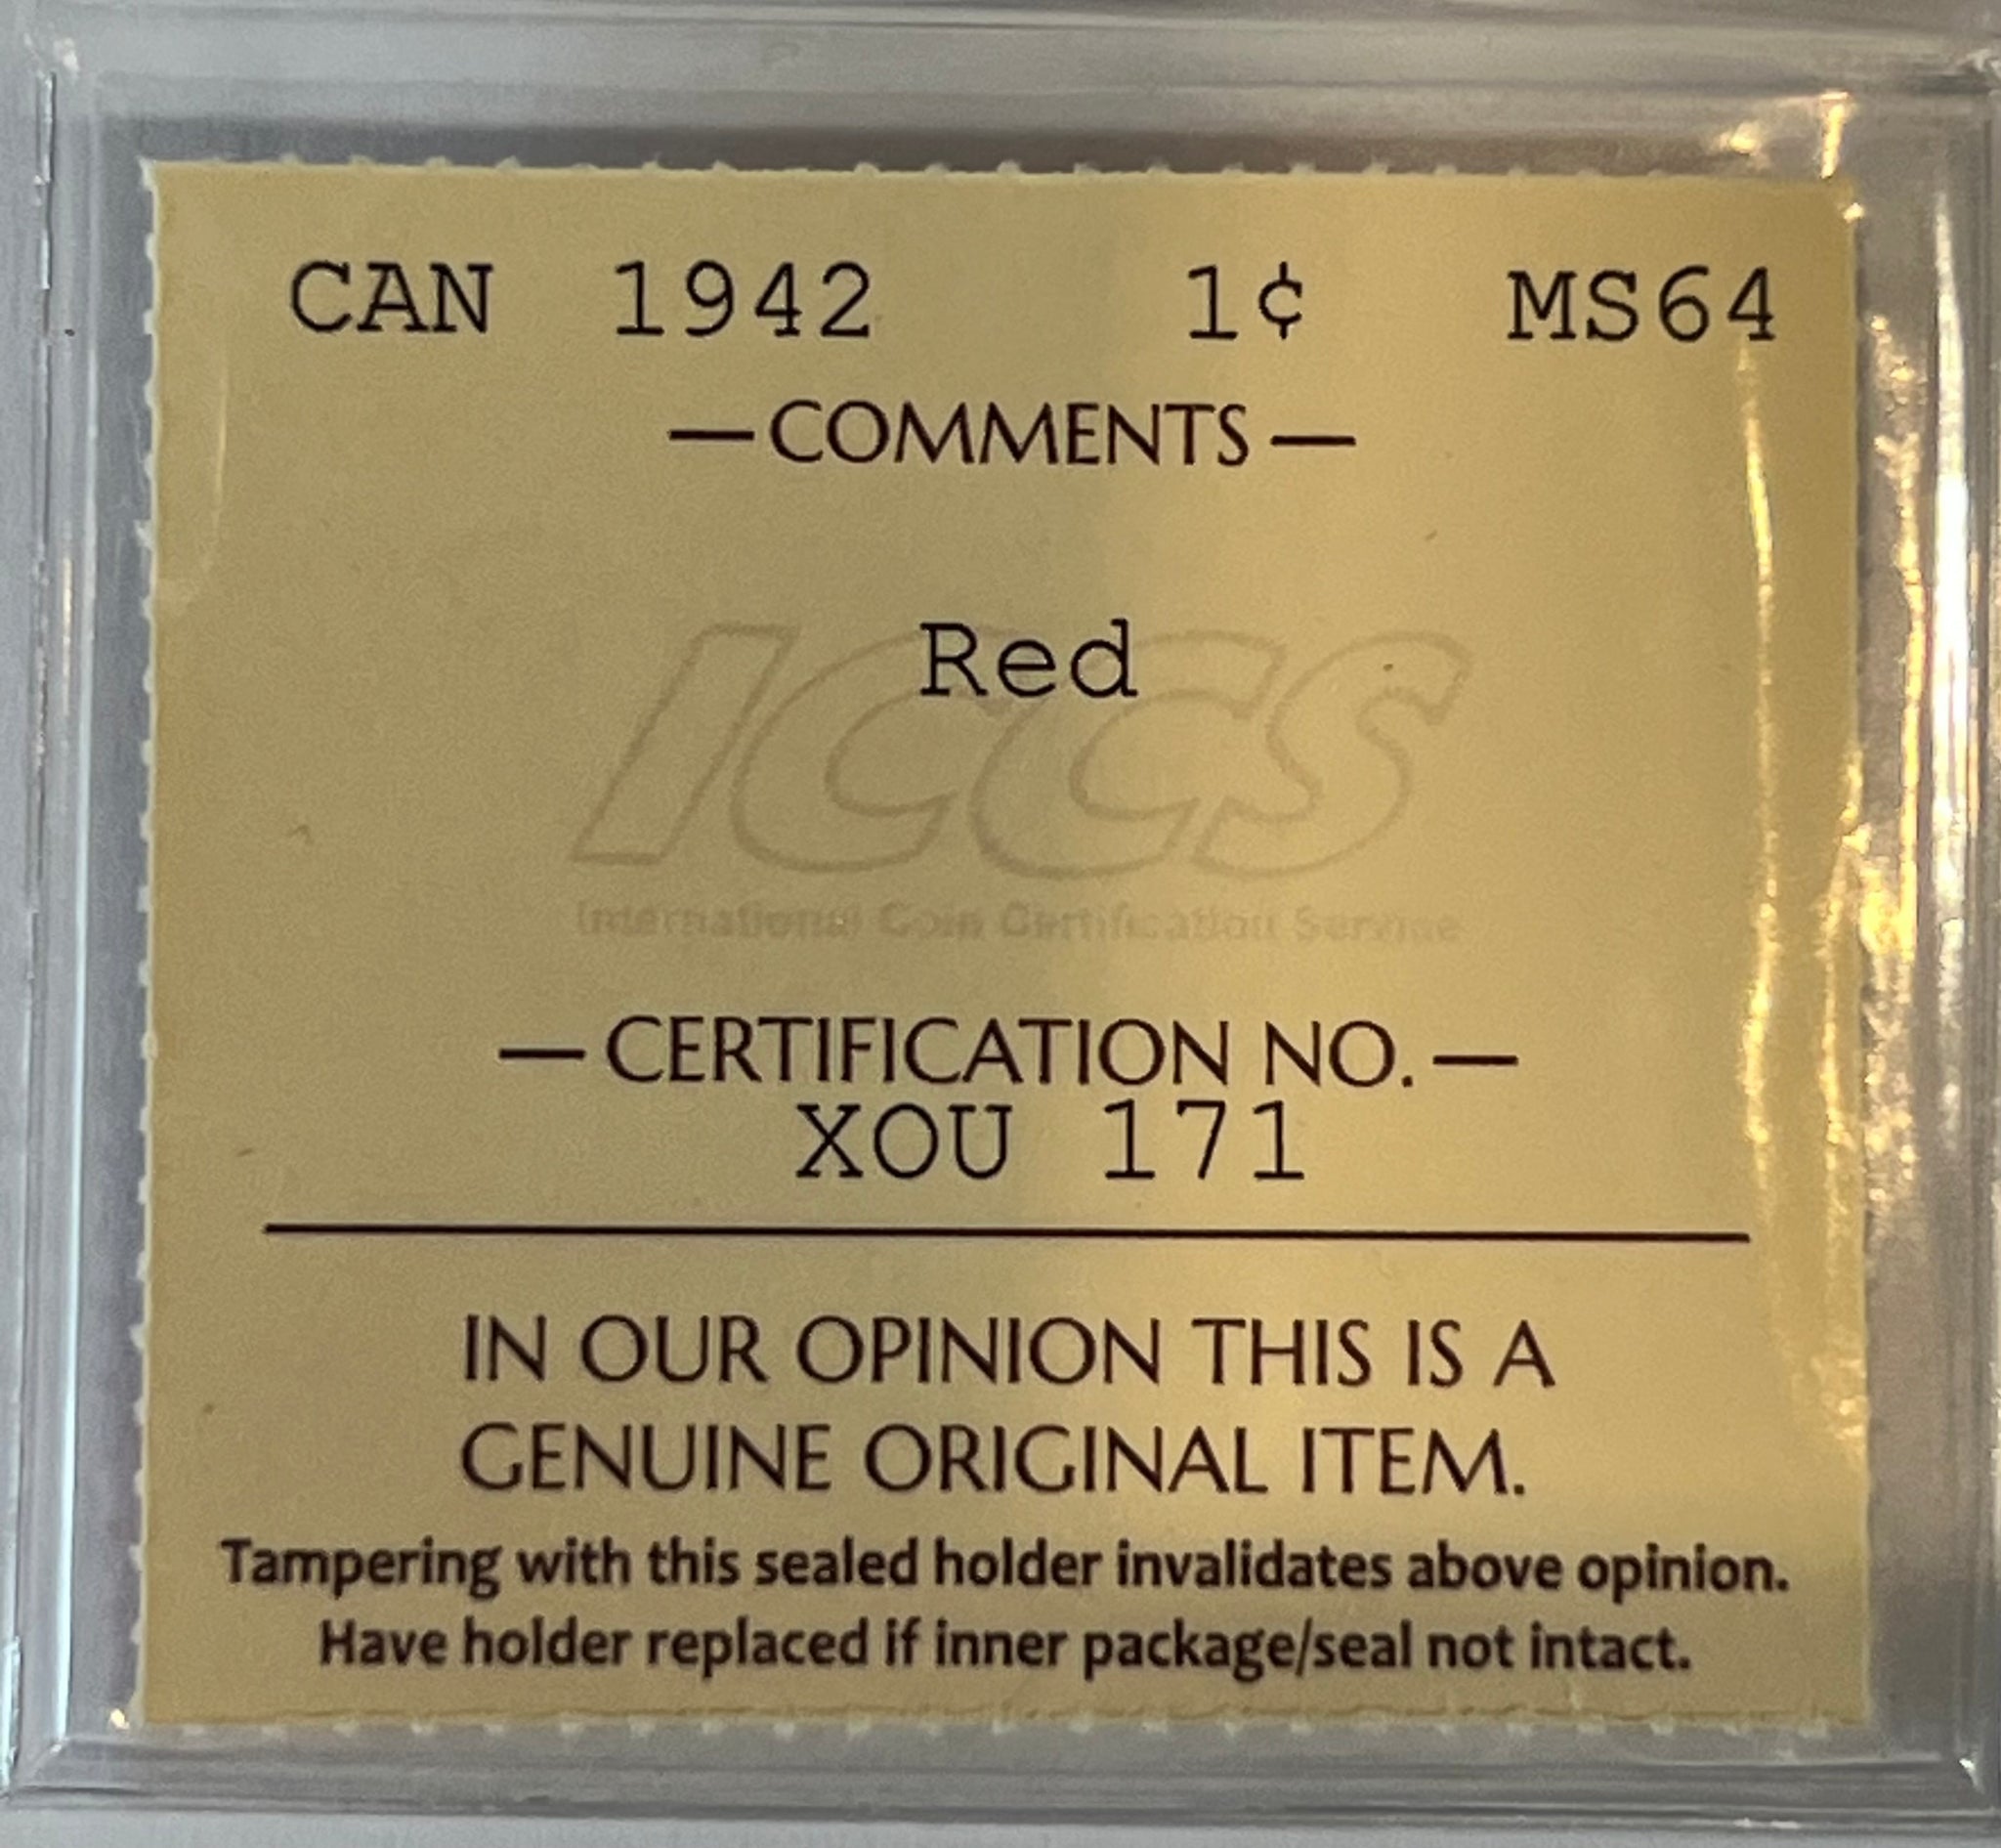 CAN 1942 1¢ MS64
—COMMENTS—
Red
ICCS
International Coin Certification Service
—CERTIFICATION NO.—
XOU 171
IN OUR OPINION THIS IS A
GENUINE ORIGINAL ITEM.
Tampering with this sealed holder invalidates above opinion.
Have holder replaced if inner package/seal not intact.